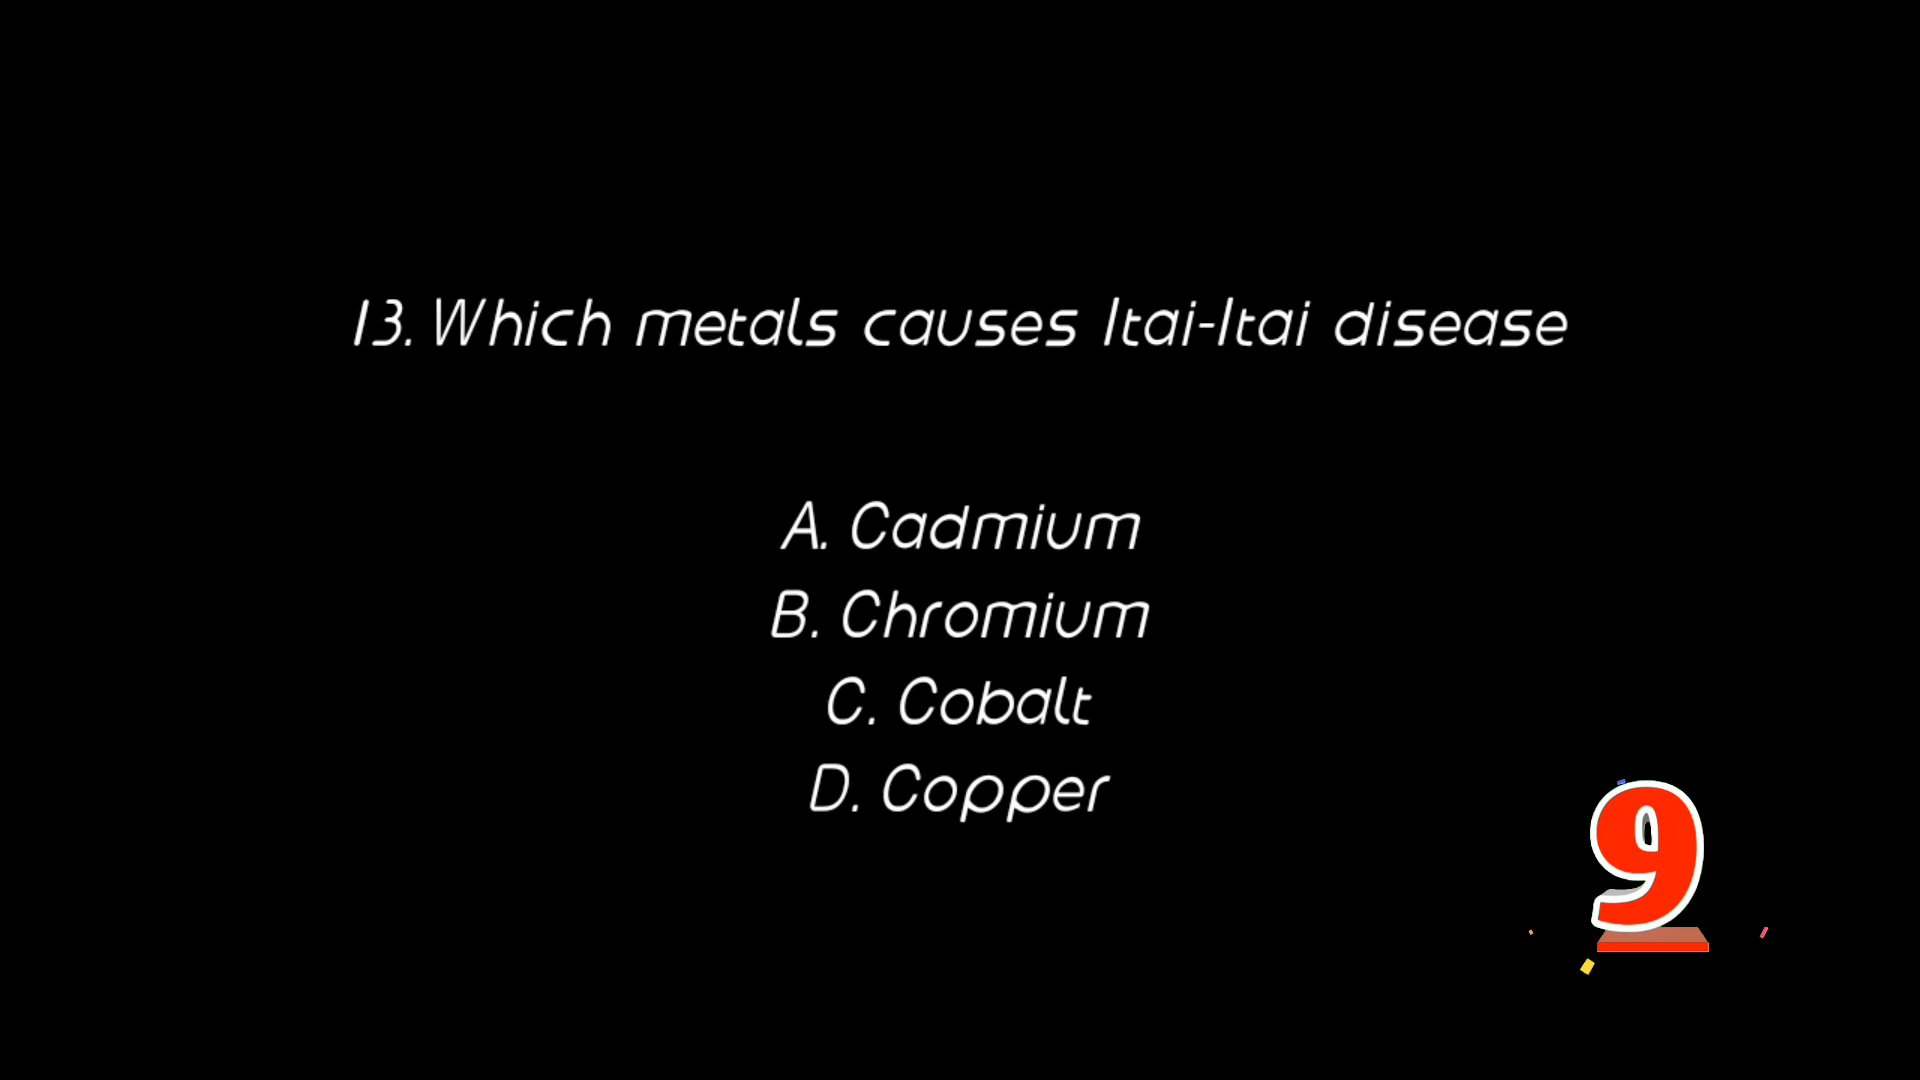 13. Which metals causes Itai-Itai disease
A. Cadmium
B. Chromium
C. Cobalt
D. Copper
9